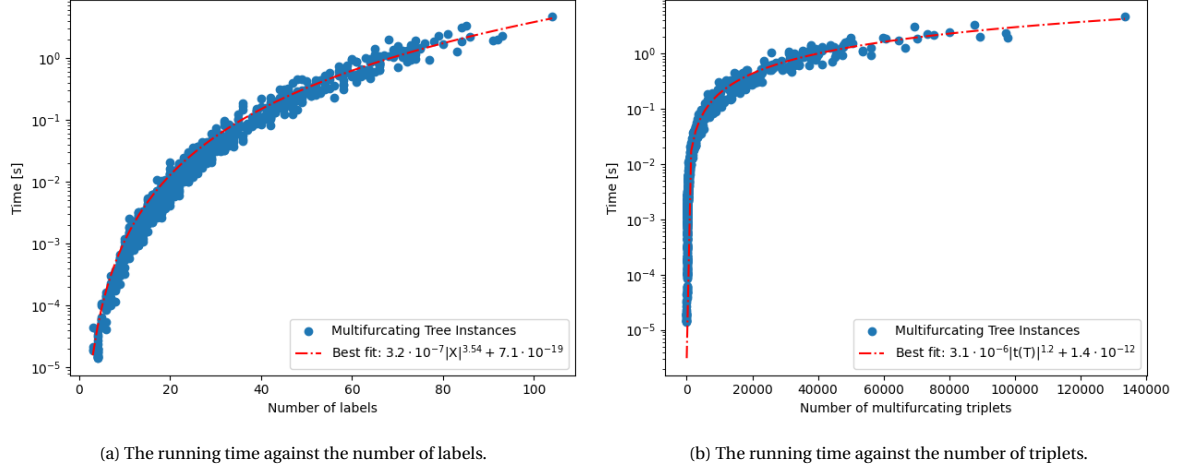 10⁰
10⁻¹
10⁻²
10⁻³
10⁻⁴
10⁻⁵
Time [s]
0 20 40 60 80 100
Number of labels
Multifurcating Tree Instances
Best fit: 3.2 · 10⁻⁷|X|³·⁵⁴ + 7.1 · 10⁻¹⁹
(a) The running time against the number of labels.
10⁰
10⁻¹
10⁻²
10⁻³
10⁻⁴
10⁻⁵
Time [s]
0 20000 40000 60000 80000 100000 120000 140000
Number of multifurcating triplets
Multifurcating Tree Instances
Best fit: 3.1 · 10⁻⁶|t(T)|¹·² + 1.4 · 10⁻¹²
(b) The running time against the number of triplets.